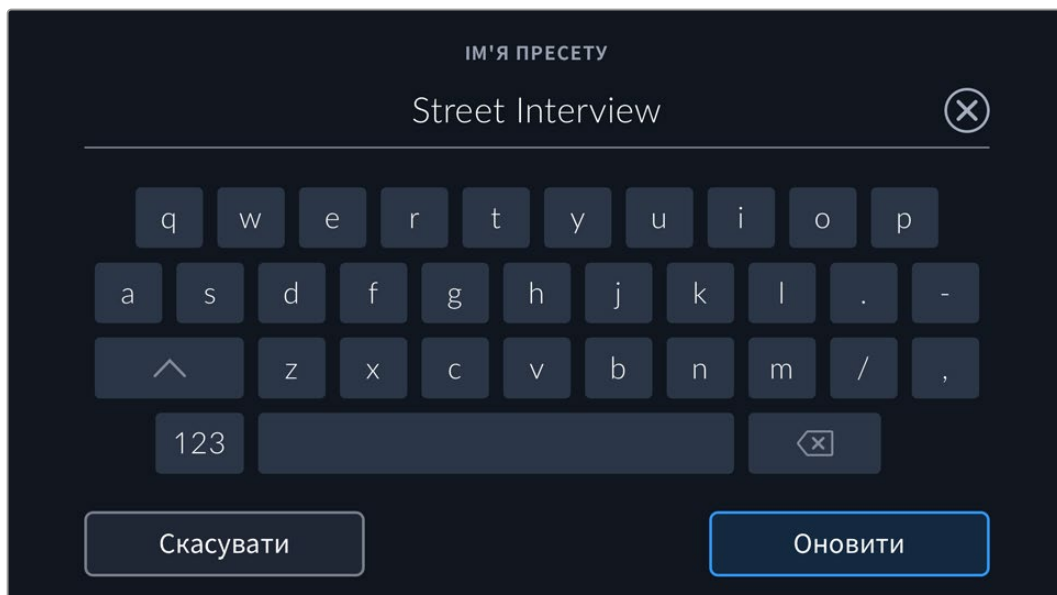 ІМ'Я ПРЕСЕТУ
Street Interview
q w e r t y u i o p
a s d f g h j k l . -
z x c v b n m / ,
123
Скасувати Оновити